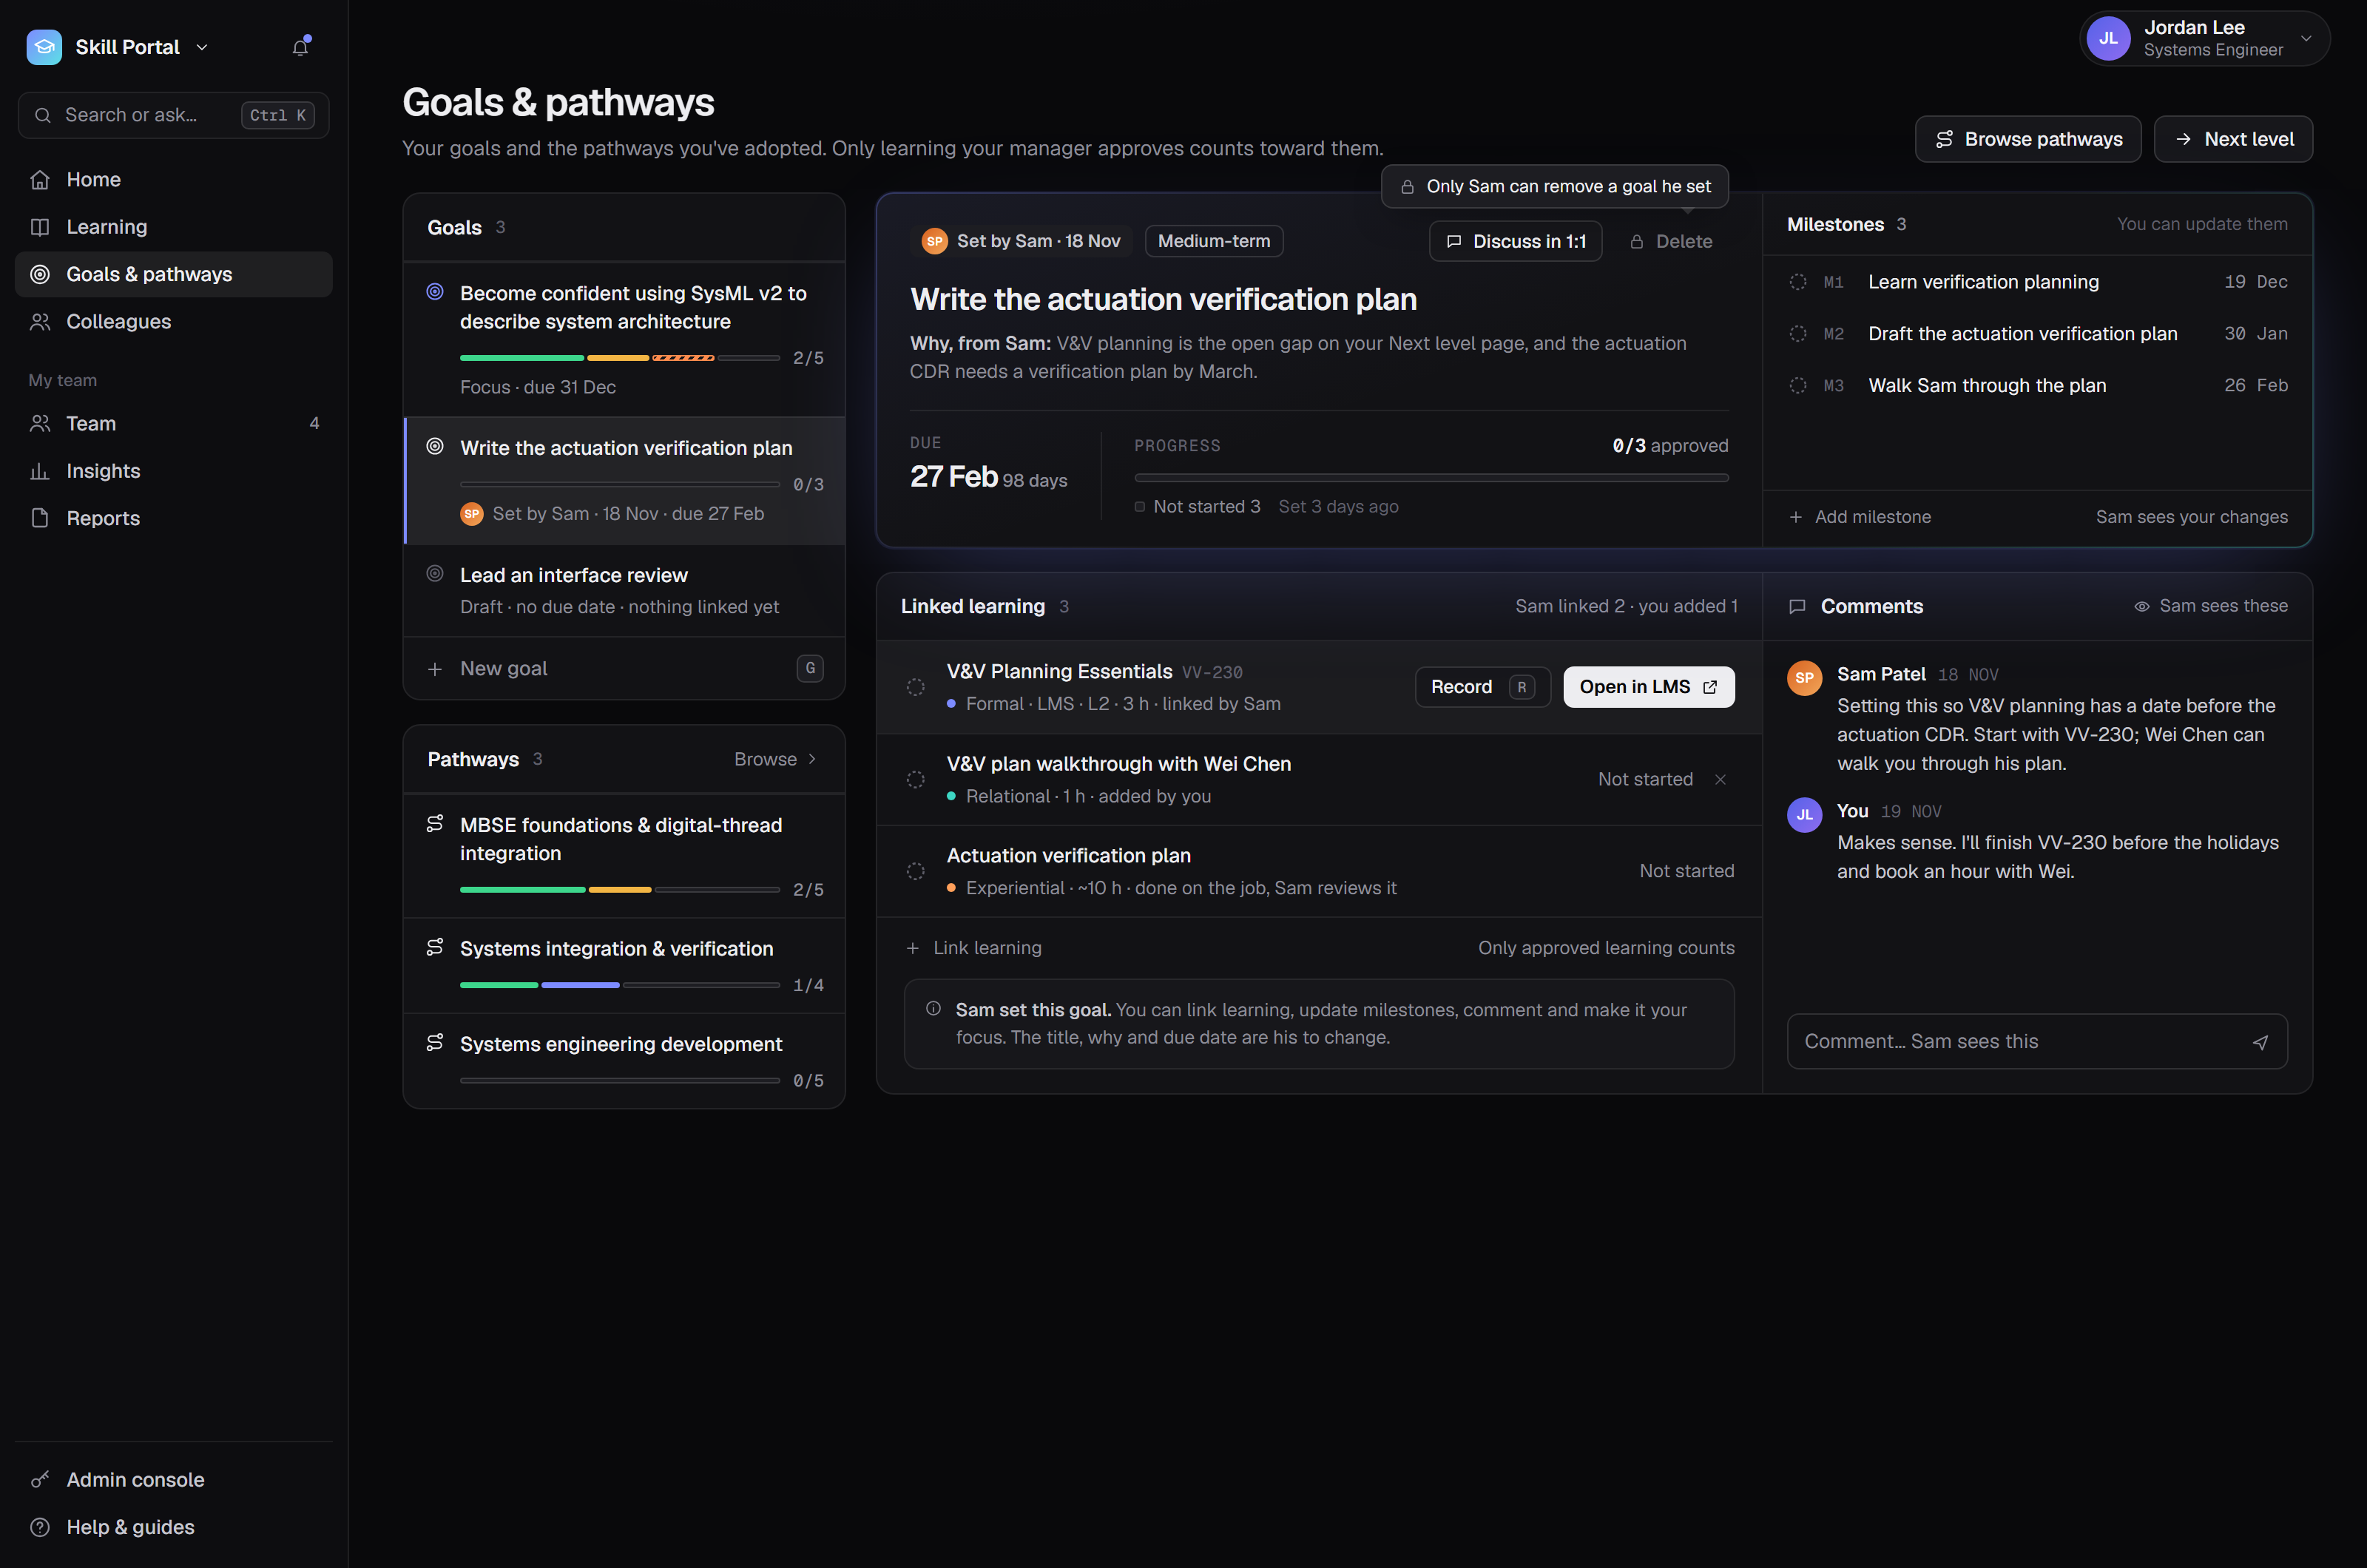 Skill Portal
Search or ask… Ctrl K
Home
Learning
Goals & pathways
Colleagues
My team
Team 4
Insights
Reports
Admin console
Help & guides
JL Jordan Lee
Systems Engineer
Goals & pathways
Your goals and the pathways you've adopted. Only learning your manager approves counts toward them.
Browse pathways
Next level
Goals 3
Become confident using SysML v2 to
describe system architecture
2/5
Focus · due 31 Dec
Write the actuation verification plan
0/3
SP Set by Sam · 18 Nov · due 27 Feb
Lead an interface review
Draft · no due date · nothing linked yet
New goal G
Pathways 3 Browse
MBSE foundations & digital-thread
integration
2/5
Systems integration & verification
1/4
Systems engineering development
0/5
Only Sam can remove a goal he set
SP Set by Sam · 18 Nov Medium-term Discuss in 1:1 Delete
Write the actuation verification plan
Why, from Sam: V&V planning is the open gap on your Next level page, and the actuation
CDR needs a verification plan by March.
DUE
27 Feb 98 days
PROGRESS 0/3 approved
Not started 3 Set 3 days ago
Milestones 3 You can update them
M1 Learn verification planning 19 Dec
M2 Draft the actuation verification plan 30 Jan
M3 Walk Sam through the plan 26 Feb
Add milestone Sam sees your changes
Linked learning 3 Sam linked 2 · you added 1
V&V Planning Essentials VV-230
Formal · LMS · L2 · 3 h · linked by Sam
Record R Open in LMS
V&V plan walkthrough with Wei Chen
Relational · 1 h · added by you
Not started
Actuation verification plan
Experiential · ~10 h · done on the job, Sam reviews it
Not started
Link learning Only approved learning counts
Sam set this goal. You can link learning, update milestones, comment and make it your
focus. The title, why and due date are his to change.
Comments Sam sees these
SP Sam Patel 18 NOV
Setting this so V&V planning has a date before the
actuation CDR. Start with VV-230; Wei Chen can
walk you through his plan.
JL You 19 NOV
Makes sense. I'll finish VV-230 before the holidays
and book an hour with Wei.
Comment… Sam sees this